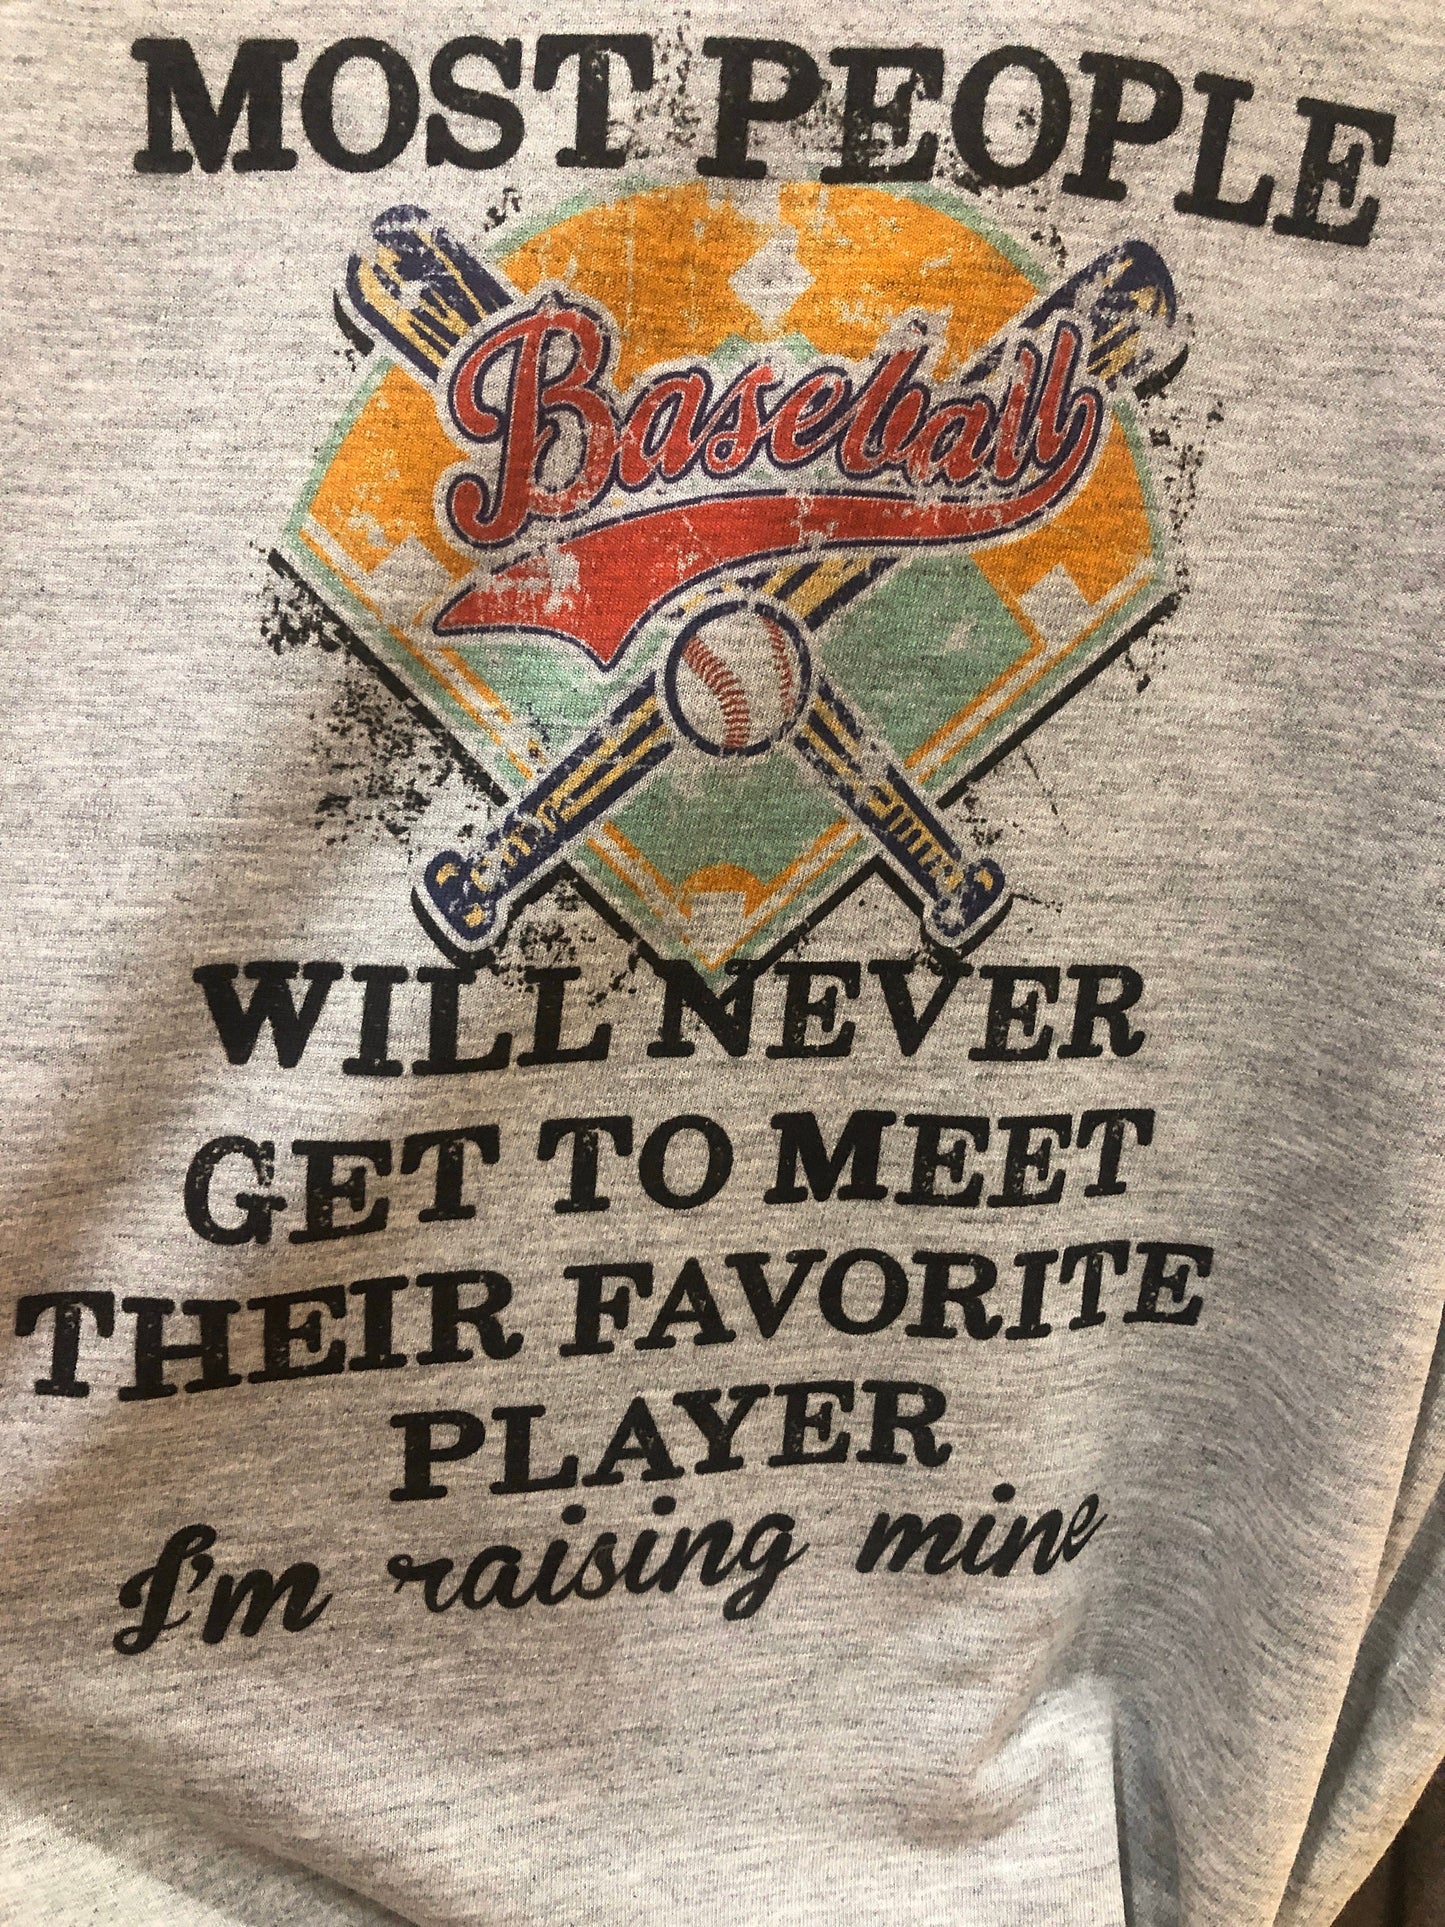 MOST PEOPLE
Baseball
WILL NEVER
GET TO MEET
THEIR FAVORITE
PLAYER
I'm raising mine